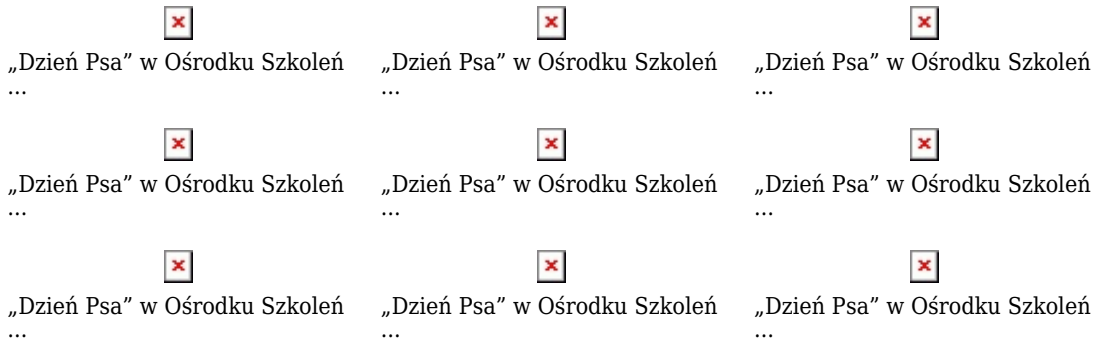 „Dzień Psa” w Ośrodku Szkoleń „Dzień Psa” w Ośrodku Szkoleń „Dzień Psa” w Ośrodku Szkoleń
... ... ...
„Dzień Psa” w Ośrodku Szkoleń „Dzień Psa” w Ośrodku Szkoleń „Dzień Psa” w Ośrodku Szkoleń
... ... ...
„Dzień Psa” w Ośrodku Szkoleń „Dzień Psa” w Ośrodku Szkoleń „Dzień Psa” w Ośrodku Szkoleń
... ... ...